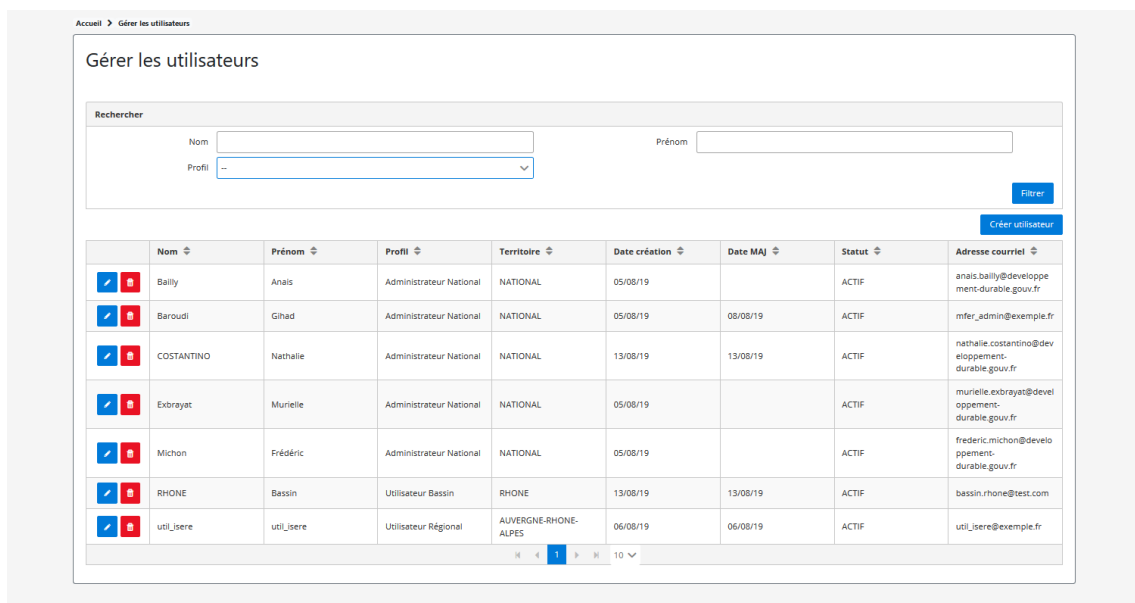 Accueil > Gérer les utilisateurs
Gérer les utilisateurs
Rechercher
Nom
Prénom
Profil --
Filtrer
Créer utilisateur
Nom Prénom Profil Territoire Date création Date MAJ Statut Adresse courriel
Bailly Anais Administrateur National NATIONAL 05/08/19 ACTIF anais.bailly@developpe
ment-durable.gouv.fr
Baroudi Gihad Administrateur National NATIONAL 05/08/19 08/08/19 ACTIF mfer_admin@exemple.fr
COSTANTINO Nathalie Administrateur National NATIONAL 13/08/19 13/08/19 ACTIF nathalie.costantino@dev
eloppement-
durable.gouv.fr
Exbrayat Murielle Administrateur National NATIONAL 05/08/19 ACTIF murielle.exbrayat@devel
oppement-
durable.gouv.fr
Michon Frédéric Administrateur National NATIONAL 05/08/19 ACTIF frederic.michon@develo
ppement-
durable.gouv.fr
RHONE Bassin Utilisateur Bassin RHONE 13/08/19 13/08/19 ACTIF bassin.rhone@test.com
util_isere util_isere Utilisateur Régional AUVERGNE-RHONE-
ALPES 06/08/19 06/08/19 ACTIF util_isere@exemple.fr
1 10